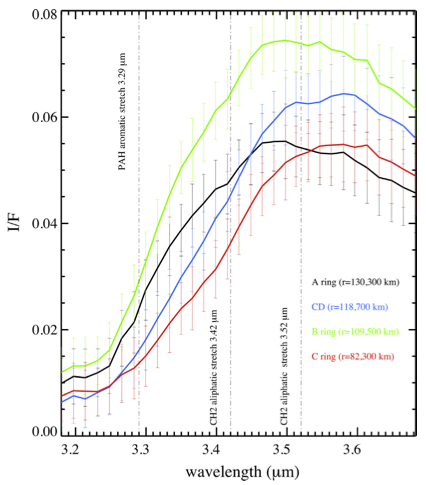 0.08
0.06
0.04
0.02
0.00
I/F
PAH aromatic stretch 3.29 μm
CH2 aliphatic stretch 3.42 μm
CH2 aliphatic stretch 3.52 μm
A ring (r=130,300 km)
CD (r=118,700 km)
B ring (r=109,500 km)
C ring (r=82,300 km)
3.2 3.3 3.4 3.5 3.6
wavelength (μm)